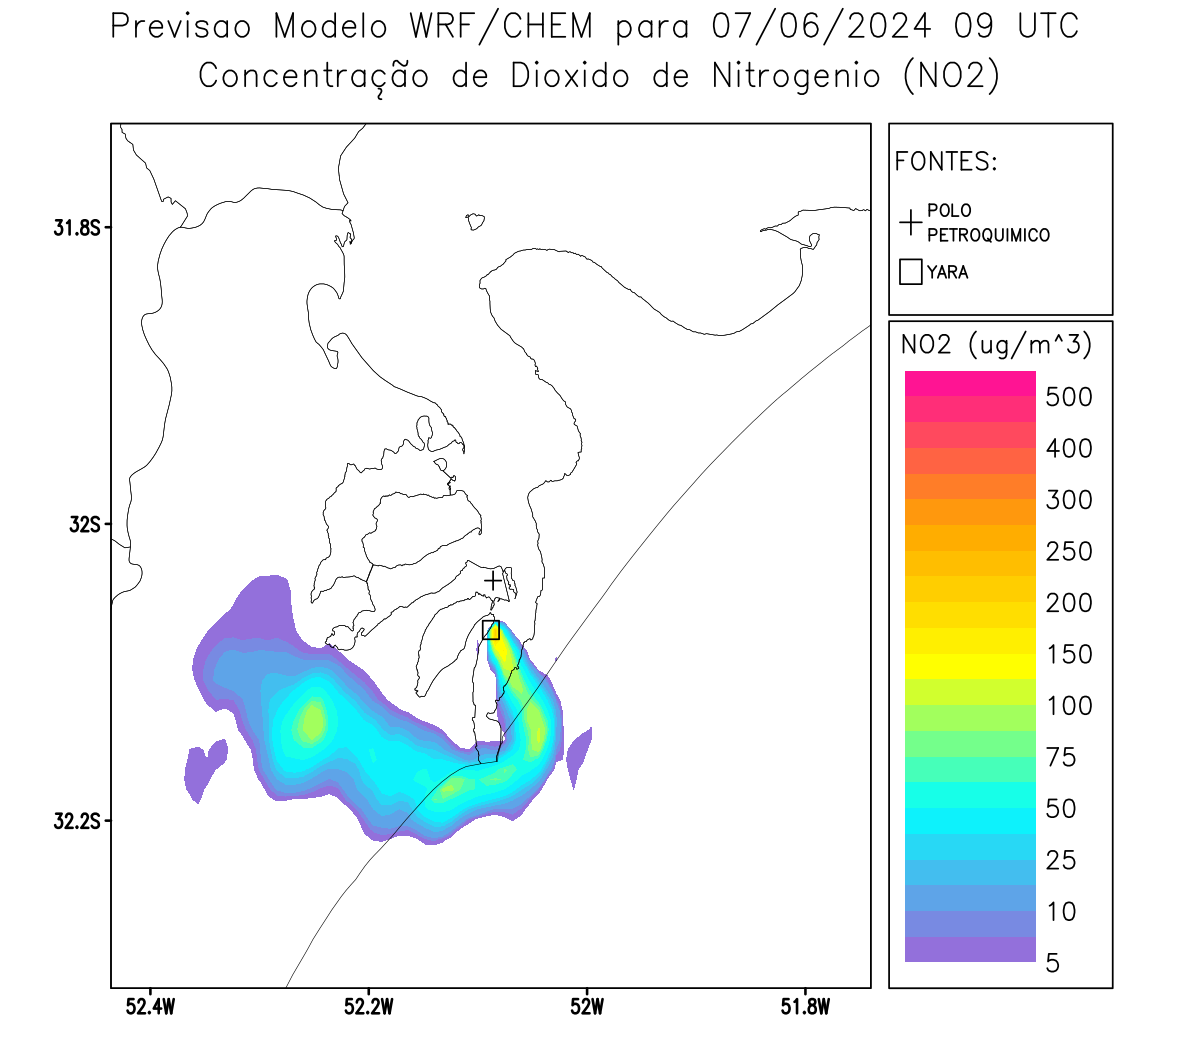 Previsao Modelo WRF/CHEM para 07/06/2024 09 UTC
Concentração de Dioxido de Nitrogenio (NO2)
FONTES:
POLO
PETROQUIMICO
YARA
NO2 (ug/m^3)
500
400
300
250
200
150
100
75
50
25
10
5
31.8S
32S
32.2S
52.4W
52.2W
52W
51.8W